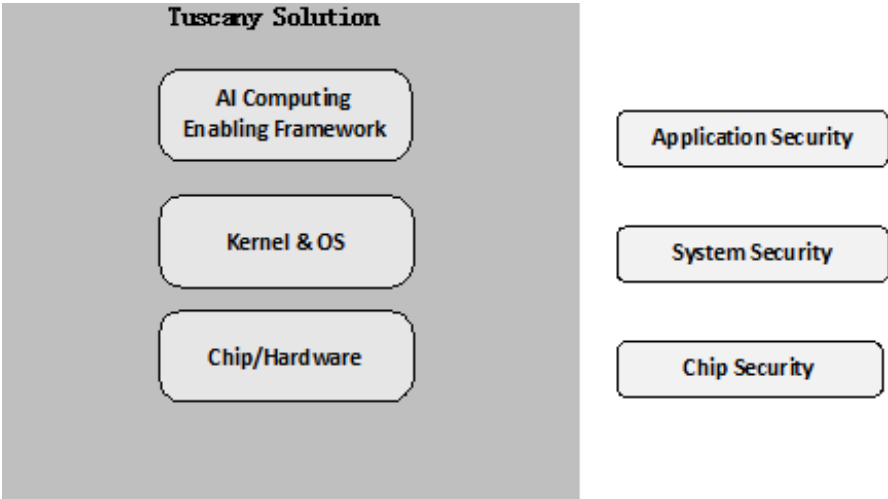 Tuscany Solution
AI Computing
Enabling Framework
Application Security
Kernel & OS
System Security
Chip/Hardware
Chip Security